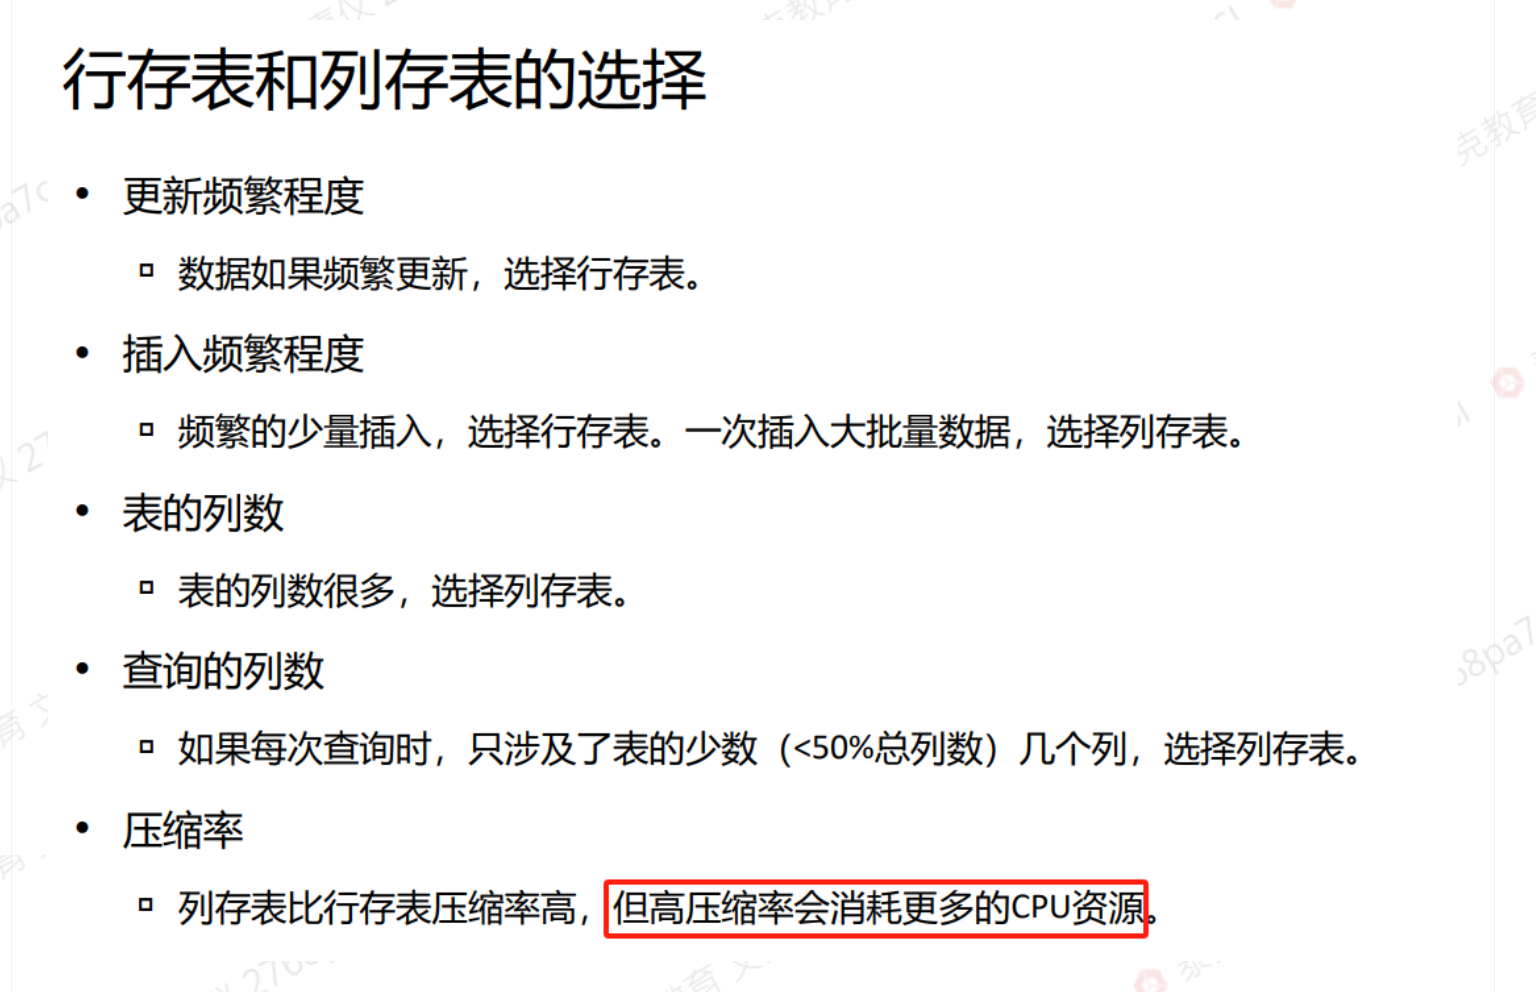 行存表和列存表的选择
• 更新频繁程度
▫ 数据如果频繁更新，选择行存表。
• 插入频繁程度
▫ 频繁的少量插入，选择行存表。一次插入大批量数据，选择列存表。
• 表的列数
▫ 表的列数很多，选择列存表。
• 查询的列数
▫ 如果每次查询时，只涉及了表的少数（<50%总列数）几个列，选择列存表。
• 压缩率
▫ 列存表比行存表压缩率高，但高压缩率会消耗更多的CPU资源。